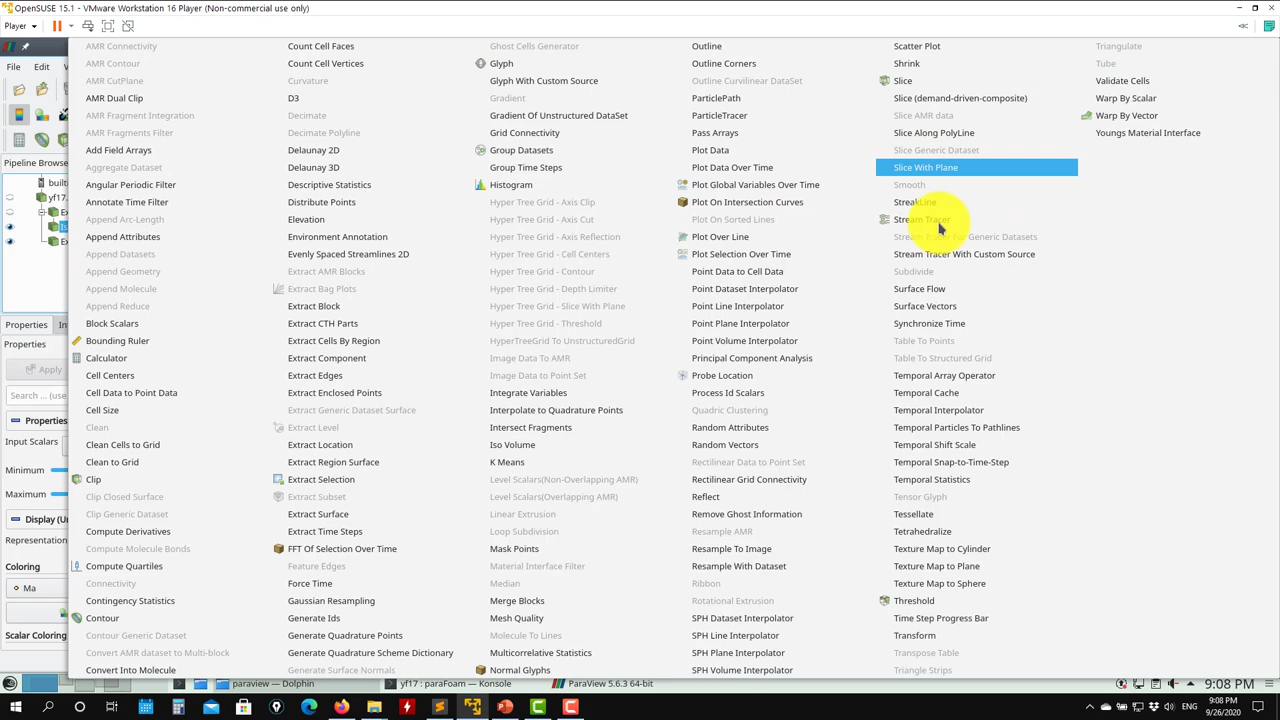 OpenSUSE 15.1 - VMware Workstation 16 Player (Non-commercial use only)
Player
File
Edit
Pipeline Browse
builti
yf17.
Ex
Is
Ex
Properties
In
Properties
Apply
Search ... (use
Properties
Input Scalars
Minimum
Maximum
Display (U
Representation
Coloring
Ma
Scalar Coloring
AMR Connectivity
AMR Contour
AMR CutPlane
AMR Dual Clip
AMR Fragment Integration
AMR Fragments Filter
Add Field Arrays
Aggregate Dataset
Angular Periodic Filter
Annotate Time Filter
Append Arc-Length
Append Attributes
Append Datasets
Append Geometry
Append Molecule
Append Reduce
Block Scalars
Bounding Ruler
Calculator
Cell Centers
Cell Data to Point Data
Cell Size
Clean
Clean Cells to Grid
Clean to Grid
Clip
Clip Closed Surface
Clip Generic Dataset
Compute Derivatives
Compute Molecule Bonds
Compute Quartiles
Connectivity
Contingency Statistics
Contour
Contour Generic Dataset
Convert AMR dataset to Multi-block
Convert Into Molecule
Count Cell Faces
Count Cell Vertices
Curvature
D3
Decimate
Decimate Polyline
Delaunay 2D
Delaunay 3D
Descriptive Statistics
Distribute Points
Elevation
Environment Annotation
Evenly Spaced Streamlines 2D
Extract AMR Blocks
Extract Bag Plots
Extract Block
Extract CTH Parts
Extract Cells By Region
Extract Component
Extract Edges
Extract Enclosed Points
Extract Generic Dataset Surface
Extract Level
Extract Location
Extract Region Surface
Extract Selection
Extract Subset
Extract Surface
Extract Time Steps
FFT Of Selection Over Time
Feature Edges
Force Time
Gaussian Resampling
Generate Ids
Generate Quadrature Points
Generate Quadrature Scheme Dictionary
Generate Surface Normals
Ghost Cells Generator
Glyph
Glyph With Custom Source
Gradient
Gradient Of Unstructured DataSet
Grid Connectivity
Group Datasets
Group Time Steps
Histogram
Hyper Tree Grid - Axis Clip
Hyper Tree Grid - Axis Cut
Hyper Tree Grid - Axis Reflection
Hyper Tree Grid - Cell Centers
Hyper Tree Grid - Contour
Hyper Tree Grid - Depth Limiter
Hyper Tree Grid - Slice With Plane
Hyper Tree Grid - Threshold
HyperTreeGrid To UnstructuredGrid
Image Data To AMR
Image Data to Point Set
Integrate Variables
Interpolate to Quadrature Points
Intersect Fragments
Iso Volume
K Means
Level Scalars(Non-Overlapping AMR)
Level Scalars(Overlapping AMR)
Linear Extrusion
Loop Subdivision
Mask Points
Material Interface Filter
Median
Merge Blocks
Mesh Quality
Molecule To Lines
Multicorrelative Statistics
Normal Glyphs
Outline
Outline Corners
Outline Curvilinear DataSet
ParticlePath
ParticleTracer
Pass Arrays
Plot Data
Plot Data Over Time
Plot Global Variables Over Time
Plot On Intersection Curves
Plot On Sorted Lines
Plot Over Line
Plot Selection Over Time
Point Data to Cell Data
Point Dataset Interpolator
Point Line Interpolator
Point Plane Interpolator
Point Volume Interpolator
Principal Component Analysis
Probe Location
Process Id Scalars
Quadric Clustering
Random Attributes
Random Vectors
Rectilinear Data to Point Set
Rectilinear Grid Connectivity
Reflect
Remove Ghost Information
Resample AMR
Resample To Image
Resample With Dataset
Ribbon
Rotational Extrusion
SPH Dataset Interpolator
SPH Line Interpolator
SPH Plane Interpolator
SPH Volume Interpolator
Scatter Plot
Shrink
Slice
Slice (demand-driven-composite)
Slice AMR data
Slice Along PolyLine
Slice Generic Dataset
Slice With Plane
Smooth
StreakLine
Stream Tracer
Stream Tracer For Generic Datasets
Stream Tracer With Custom Source
Subdivide
Surface Flow
Surface Vectors
Synchronize Time
Table To Points
Table To Structured Grid
Temporal Array Operator
Temporal Cache
Temporal Interpolator
Temporal Particles To Pathlines
Temporal Shift Scale
Temporal Snap-to-Time-Step
Temporal Statistics
Tensor Glyph
Tessellate
Tetrahedralize
Texture Map to Cylinder
Texture Map to Plane
Texture Map to Sphere
Threshold
Time Step Progress Bar
Transform
Transpose Table
Triangle Strips
Triangulate
Tube
Validate Cells
Warp By Scalar
Warp By Vector
Youngs Material Interface
paraview – Dolphin
yf17 : paraFoam — Konsole
ParaView 5.6.3 64-bit
9:08 PM
9:08 PM
9/26/2020